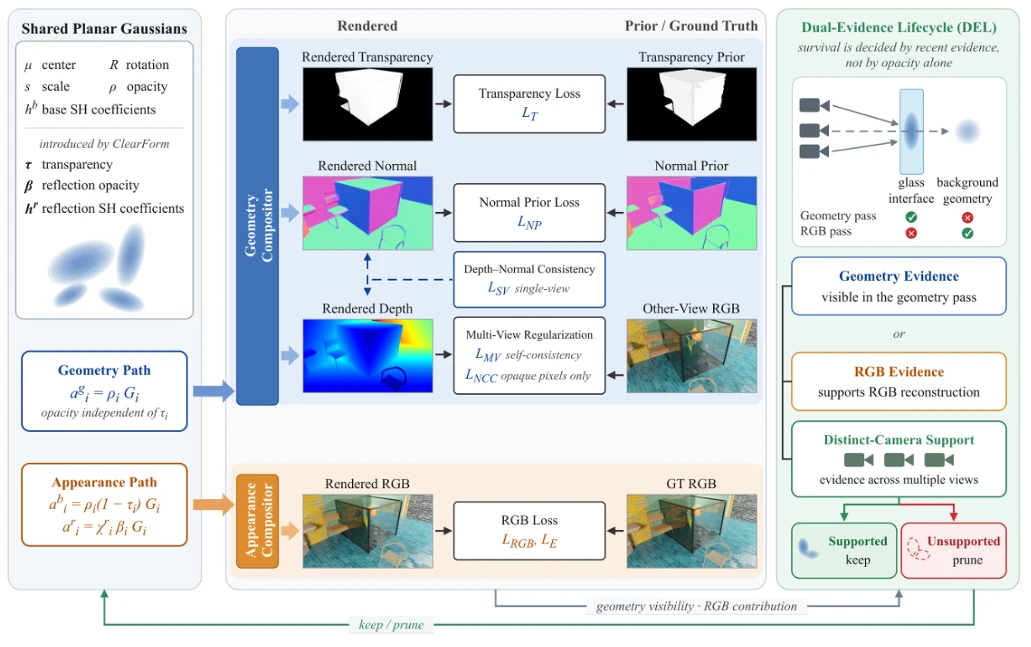 Shared Planar Gaussians
μ center R rotation
s scale ρ opacity
h^b base SH coefficients
introduced by ClearForm
τ transparency
β reflection opacity
h^r reflection SH coefficients
Geometry Path
a^g_i = ρ_i G_i
opacity independent of τ_i
Appearance Path
a^b_i = ρ_i(1 − τ_i) G_i
a^r_i = χ^r_i β_i G_i
Rendered
Prior / Ground Truth
Geometry
Compositor
Rendered Transparency
Transparency Loss
L_T
Transparency Prior
Rendered Normal
Normal Prior Loss
L_NP
Normal Prior
Depth–Normal Consistency
L_SV single-view
Rendered Depth
Multi-View Regularization
L_MV self-consistency
L_NCC opaque pixels only
Other-View RGB
Appearance
Compositor
Rendered RGB
RGB Loss
L_RGB, L_E
GT RGB
Dual-Evidence Lifecycle (DEL)
survival is decided by recent evidence,
not by opacity alone
glass
interface
background
geometry
Geometry pass
RGB pass
Geometry Evidence
visible in the geometry pass
or
RGB Evidence
supports RGB reconstruction
Distinct-Camera Support
evidence across multiple views
Supported
keep
Unsupported
prune
geometry visibility · RGB contribution
keep / prune